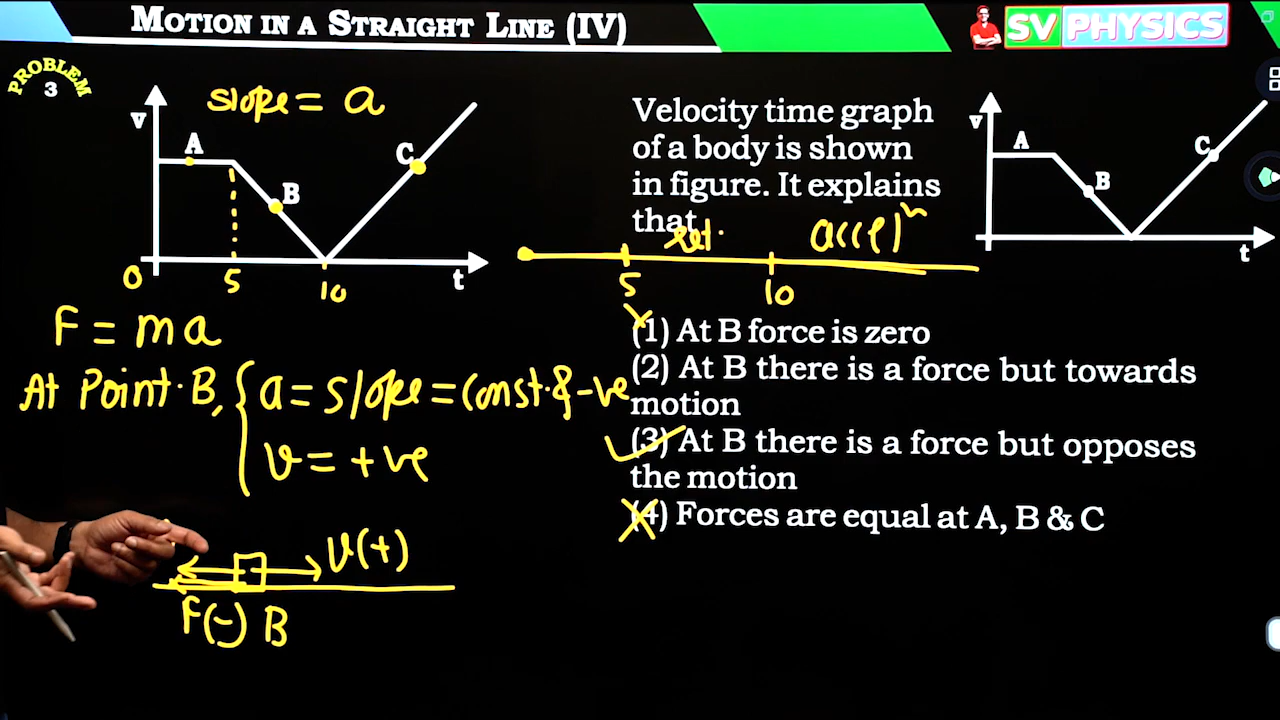 MOTION IN A STRAIGHT LINE (IV)
SV PHYSICS
PROBLEM
3
slope = a
v
A
B
C
0
5
10
t
Velocity time graph
of a body is shown
in figure. It explains
that
v
A
B
C
t
ret.
accelⁿ
5
10
F = ma
At Point B, a = slope = const. & -ve
v = +ve
(1) At B force is zero
(2) At B there is a force but towards
motion
(3) At B there is a force but opposes
the motion
(4) Forces are equal at A, B & C
v(+)
F(-) B